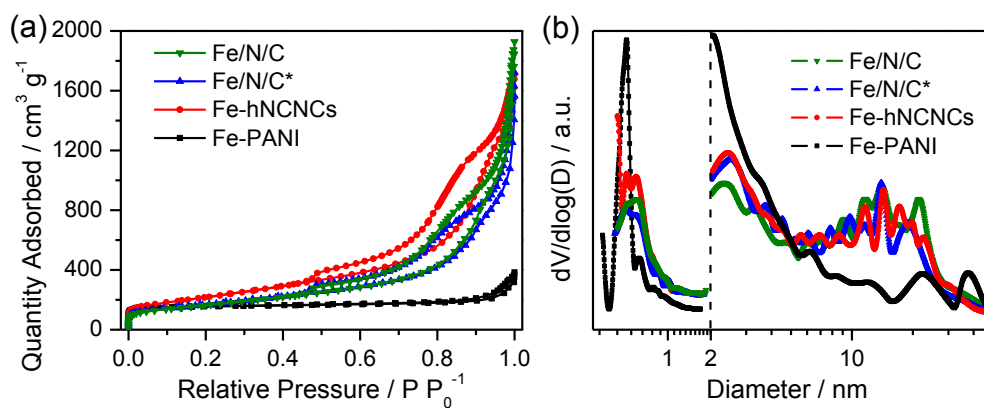 (a)
2000
1600
1200
800
400
0
Quantity Adsorbed / cm³ g⁻¹
Fe/N/C
Fe/N/C*
Fe-hNCNCs
Fe-PANI
0.0 0.2 0.4 0.6 0.8 1.0
Relative Pressure / P P₀⁻¹
(b)
dV/dlog(D) / a.u.
Fe/N/C
Fe/N/C*
Fe-hNCNCs
Fe-PANI
1 2 10
Diameter / nm